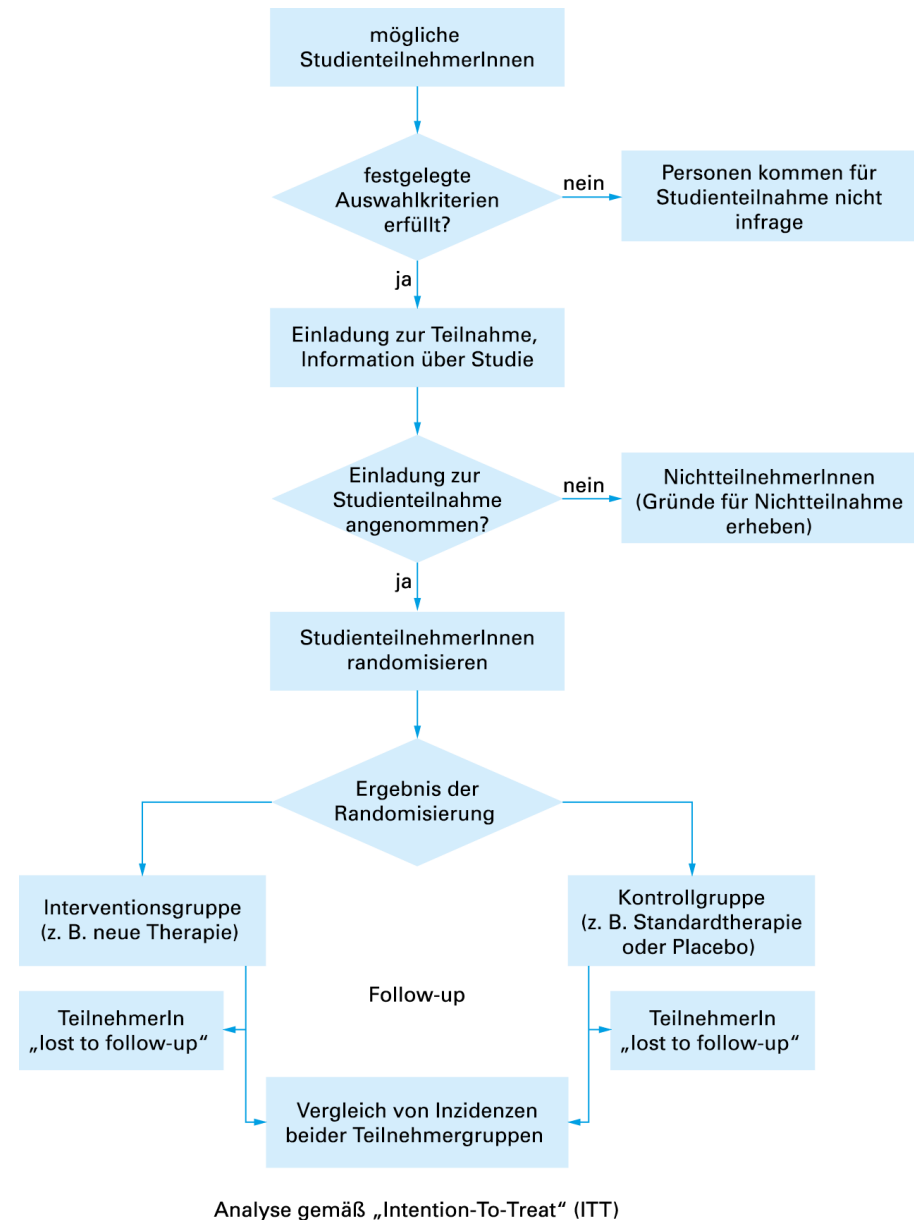 mögliche
StudienteilnehmerInnen
festgelegte
Auswahlkriterien
erfüllt?
nein
Personen kommen für
Studienteilnahme nicht
infrage
ja
Einladung zur Teilnahme,
Information über Studie
Einladung zur
Studienteilnahme
angenommen?
nein
NichtteilnehmerInnen
(Gründe für Nichtteilnahme
erheben)
ja
StudienteilnehmerInnen
randomisieren
Ergebnis der
Randomisierung
Interventionsgruppe
(z. B. neue Therapie)
Kontrollgruppe
(z. B. Standardtherapie
oder Placebo)
Follow-up
TeilnehmerIn
„lost to follow-up“
TeilnehmerIn
„lost to follow-up“
Vergleich von Inzidenzen
beider Teilnehmergruppen
Analyse gemäß „Intention-To-Treat“ (ITT)